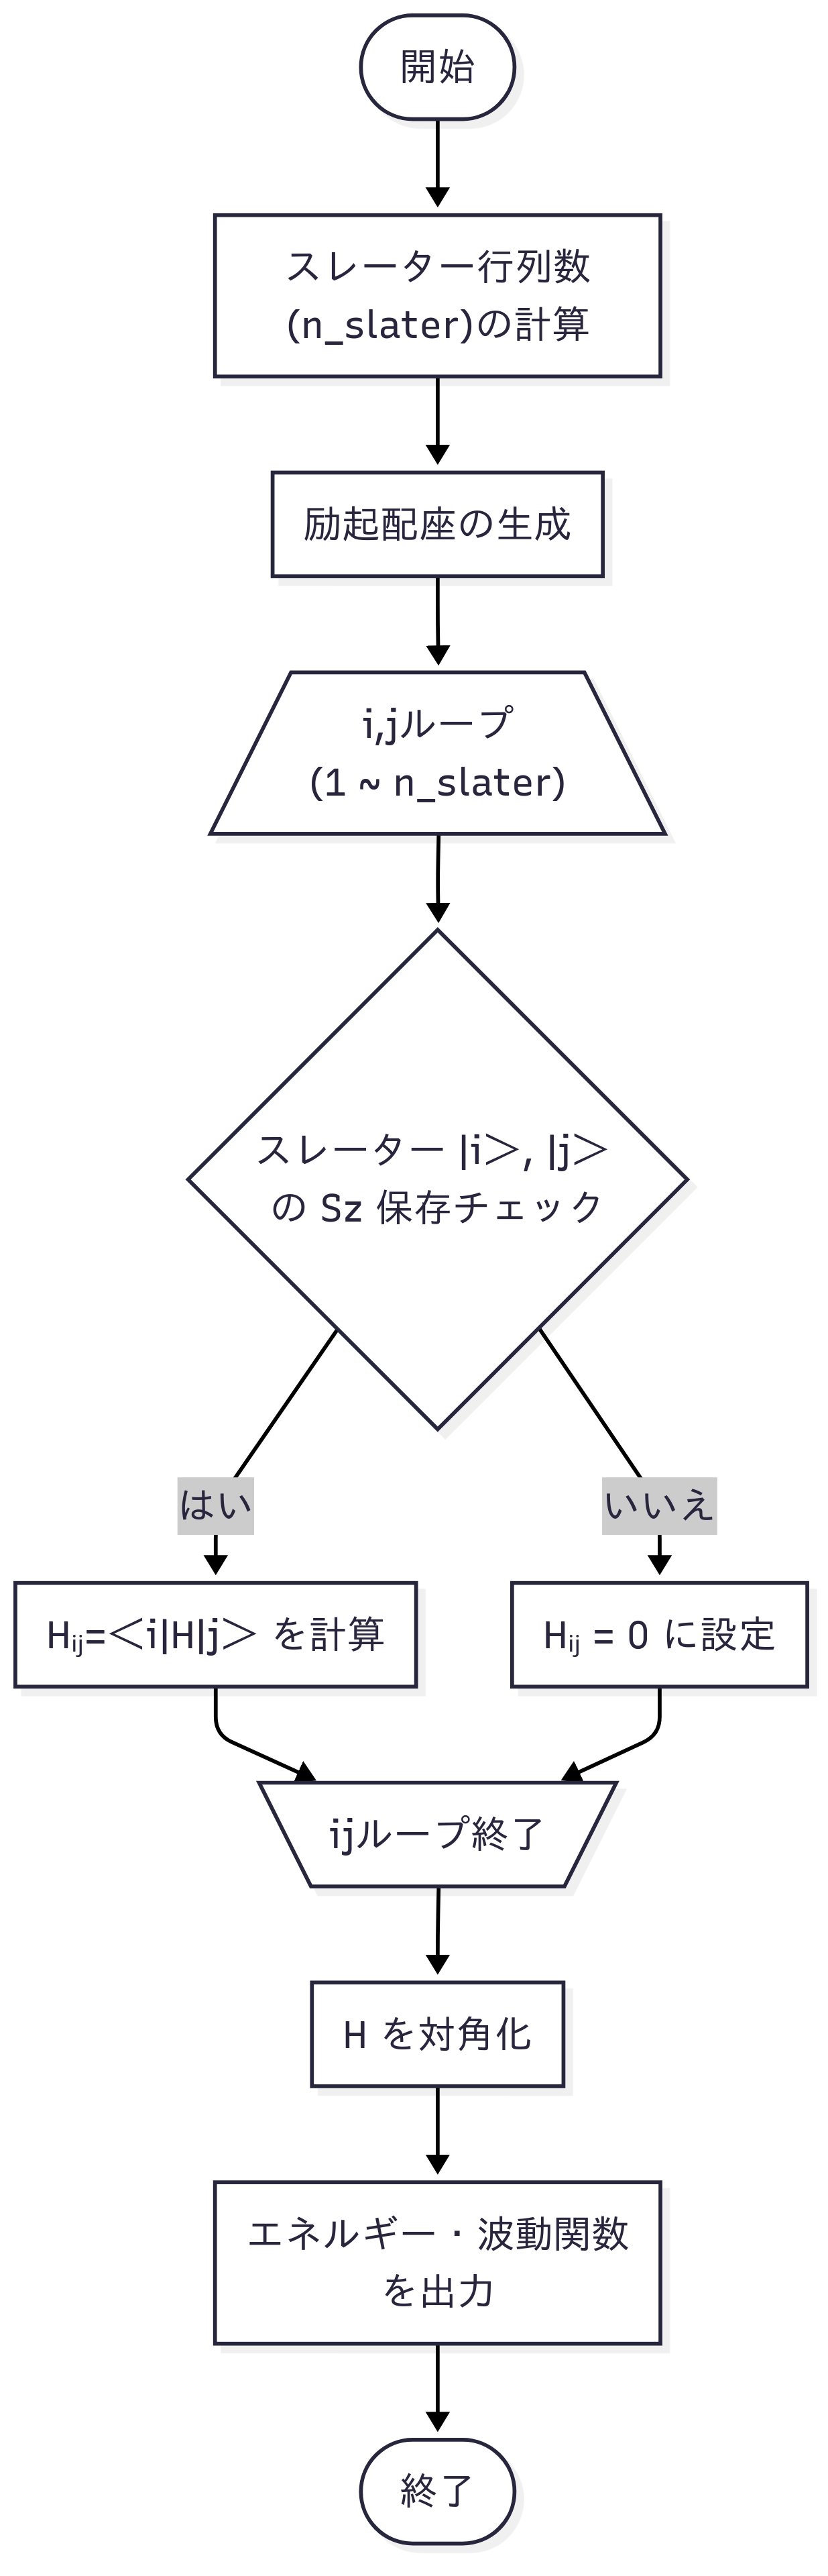 開始
スレーター行列数
(n_slater)の計算
励起配座の生成
i,jループ
(1 ~ n_slater)
スレーター |i＞, |j＞
の Sz 保存チェック
はい
いいえ
Hᵢⱼ=＜i|H|j＞ を計算
Hᵢⱼ = 0 に設定
ijループ終了
H を対角化
エネルギー・波動関数
を出力
終了